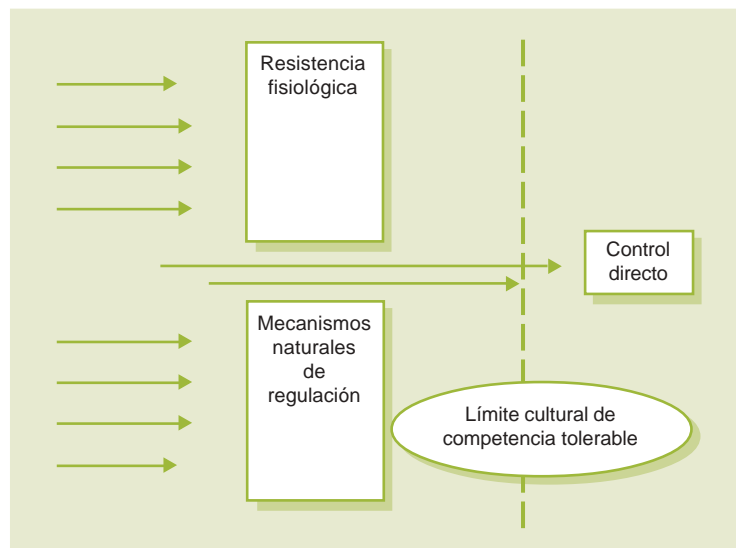 Resistencia
fisiológica
Control
directo
Mecanismos
naturales
de
regulación
Límite cultural de
competencia tolerable